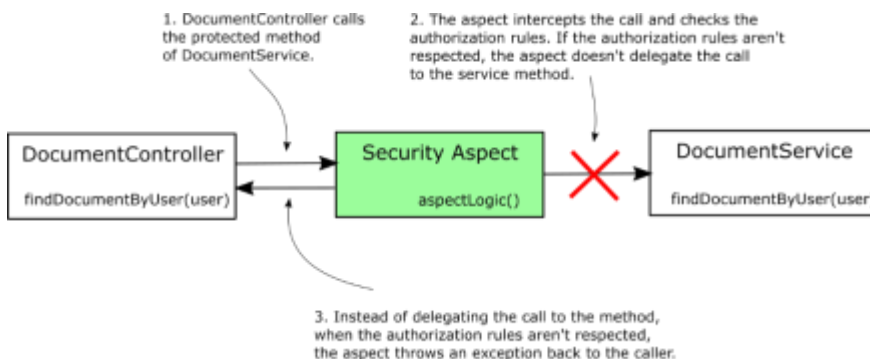 1. DocumentController calls
the protected method
of DocumentService.
2. The aspect intercepts the call and checks the
authorization rules. If the authorization rules aren't
respected, the aspect doesn't delegate the call
to the service method.
DocumentController
findDocumentByUser(user)
Security Aspect
aspectLogic()
DocumentService
findDocumentByUser(user
3. Instead of delegating the call to the method,
when the authorization rules aren't respected,
the aspect throws an exception back to the caller.